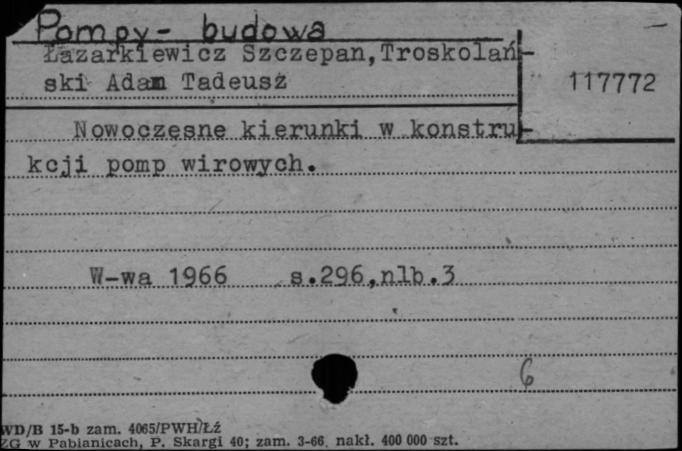 Pompy - budowa
Łazarkiewicz Szczepan, Troskolań-
ski Adam Tadeusz
117772
Nowoczesne kierunki w konstru-
kcji pomp wirowych.
W-wa 1966 s.296,nlb.3
6
WD/B 15-b zam. 4065/PWH/Łź
ZG w Pabianicach, P. Skargi 40; zam. 3-66, nakł. 400 000 szt.